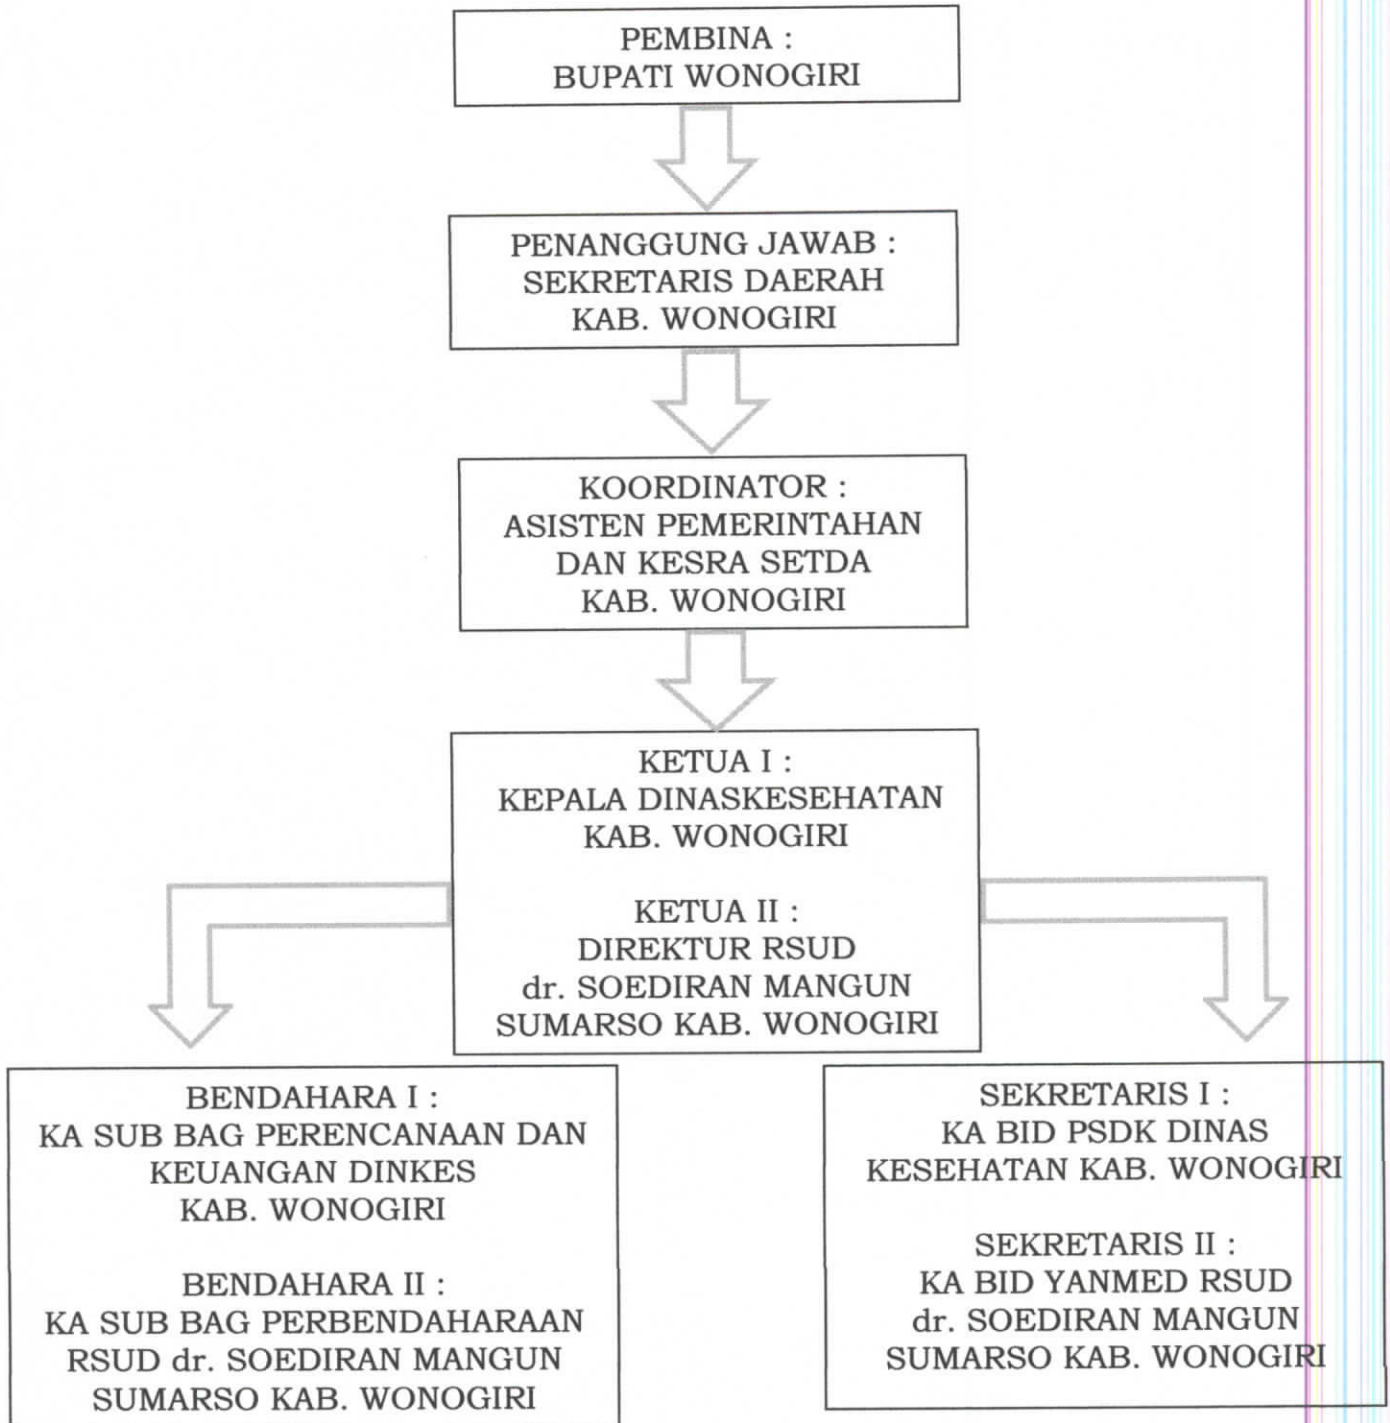 PEMBINA :
BUPATI WONOGIRI
PENANGGUNG JAWAB :
SEKRETARIS DAERAH
KAB. WONOGIRI
KOORDINATOR :
ASISTEN PEMERINTAHAN
DAN KESRA SETDA
KAB. WONOGIRI
KETUA I :
KEPALA DINASKESEHATAN
KAB. WONOGIRI
KETUA II :
DIREKTUR RSUD
dr. SOEDIRAN MANGUN
SUMARSO KAB. WONOGIRI
BENDAHARA I :
KA SUB BAG PERENCANAAN DAN
KEUANGAN DINKES
KAB. WONOGIRI
BENDAHARA II :
KA SUB BAG PERBENDAHARAAN
RSUD dr. SOEDIRAN MANGUN
SUMARSO KAB. WONOGIRI
SEKRETARIS I :
KA BID PSDK DINAS
KESEHATAN KAB. WONOGIRI
SEKRETARIS II :
KA BID YANMED RSUD
dr. SOEDIRAN MANGUN
SUMARSO KAB. WONOGIRI